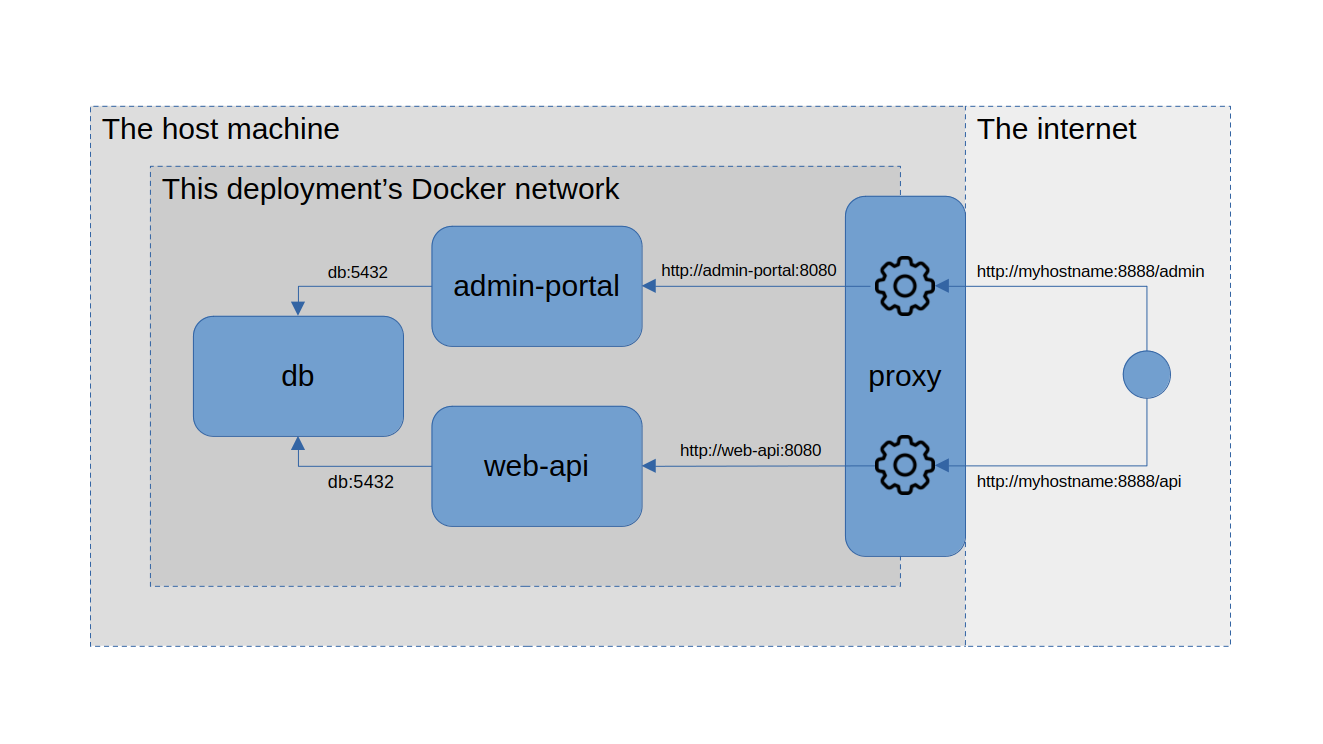 The host machine
The internet
This deployment’s Docker network
db:5432
admin-portal
http://admin-portal:8080
http://myhostname:8888/admin
db
proxy
db:5432
web-api
http://web-api:8080
http://myhostname:8888/api